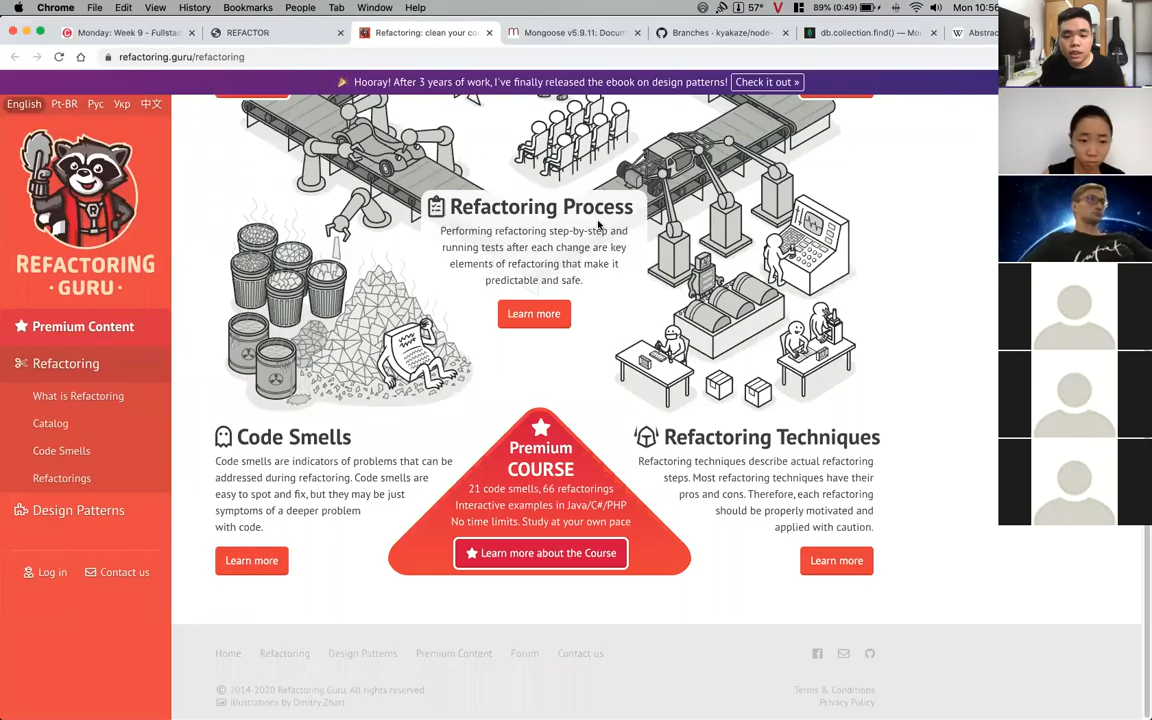 Chrome File Edit View History Bookmarks People Tab Window Help
57° 89% (0:49) Mon 10:56
Monday: Week 9 - Fullsta
REFACTOR
Refactoring: clean your co
Mongoose v5.9.11: Docum
Branches · kyakaze/node-
db.collection.find() — Mon
Abstrac
refactoring.guru/refactoring
Hooray! After 3 years of work, I've finally released the ebook on design patterns! Check it out »
English Pt-BR Рус Укр 中文
REFACTORING
· GURU ·
Premium Content
Refactoring
What is Refactoring
Catalog
Code Smells
Refactorings
Design Patterns
Log in Contact us
Refactoring Process
Performing refactoring step-by-step and
running tests after each change are key
elements of refactoring that make it
predictable and safe.
Learn more
Code Smells
Code smells are indicators of problems that can be
addressed during refactoring. Code smells are
easy to spot and fix, but they may be just
symptoms of a deeper problem
with code.
Learn more
Premium
COURSE
21 code smells, 66 refactorings
Interactive examples in Java/C#/PHP
No time limits. Study at your own pace
Learn more about the Course
Refactoring Techniques
Refactoring techniques describe actual refactoring
steps. Most refactoring techniques have their
pros and cons. Therefore, each refactoring
should be properly motivated and
applied with caution.
Learn more
Home Refactoring Design Patterns Premium Content Forum Contact us
© 2014-2020 Refactoring.Guru. All rights reserved.
Illustrations by Dmitry Zhart
Terms & Conditions
Privacy Policy